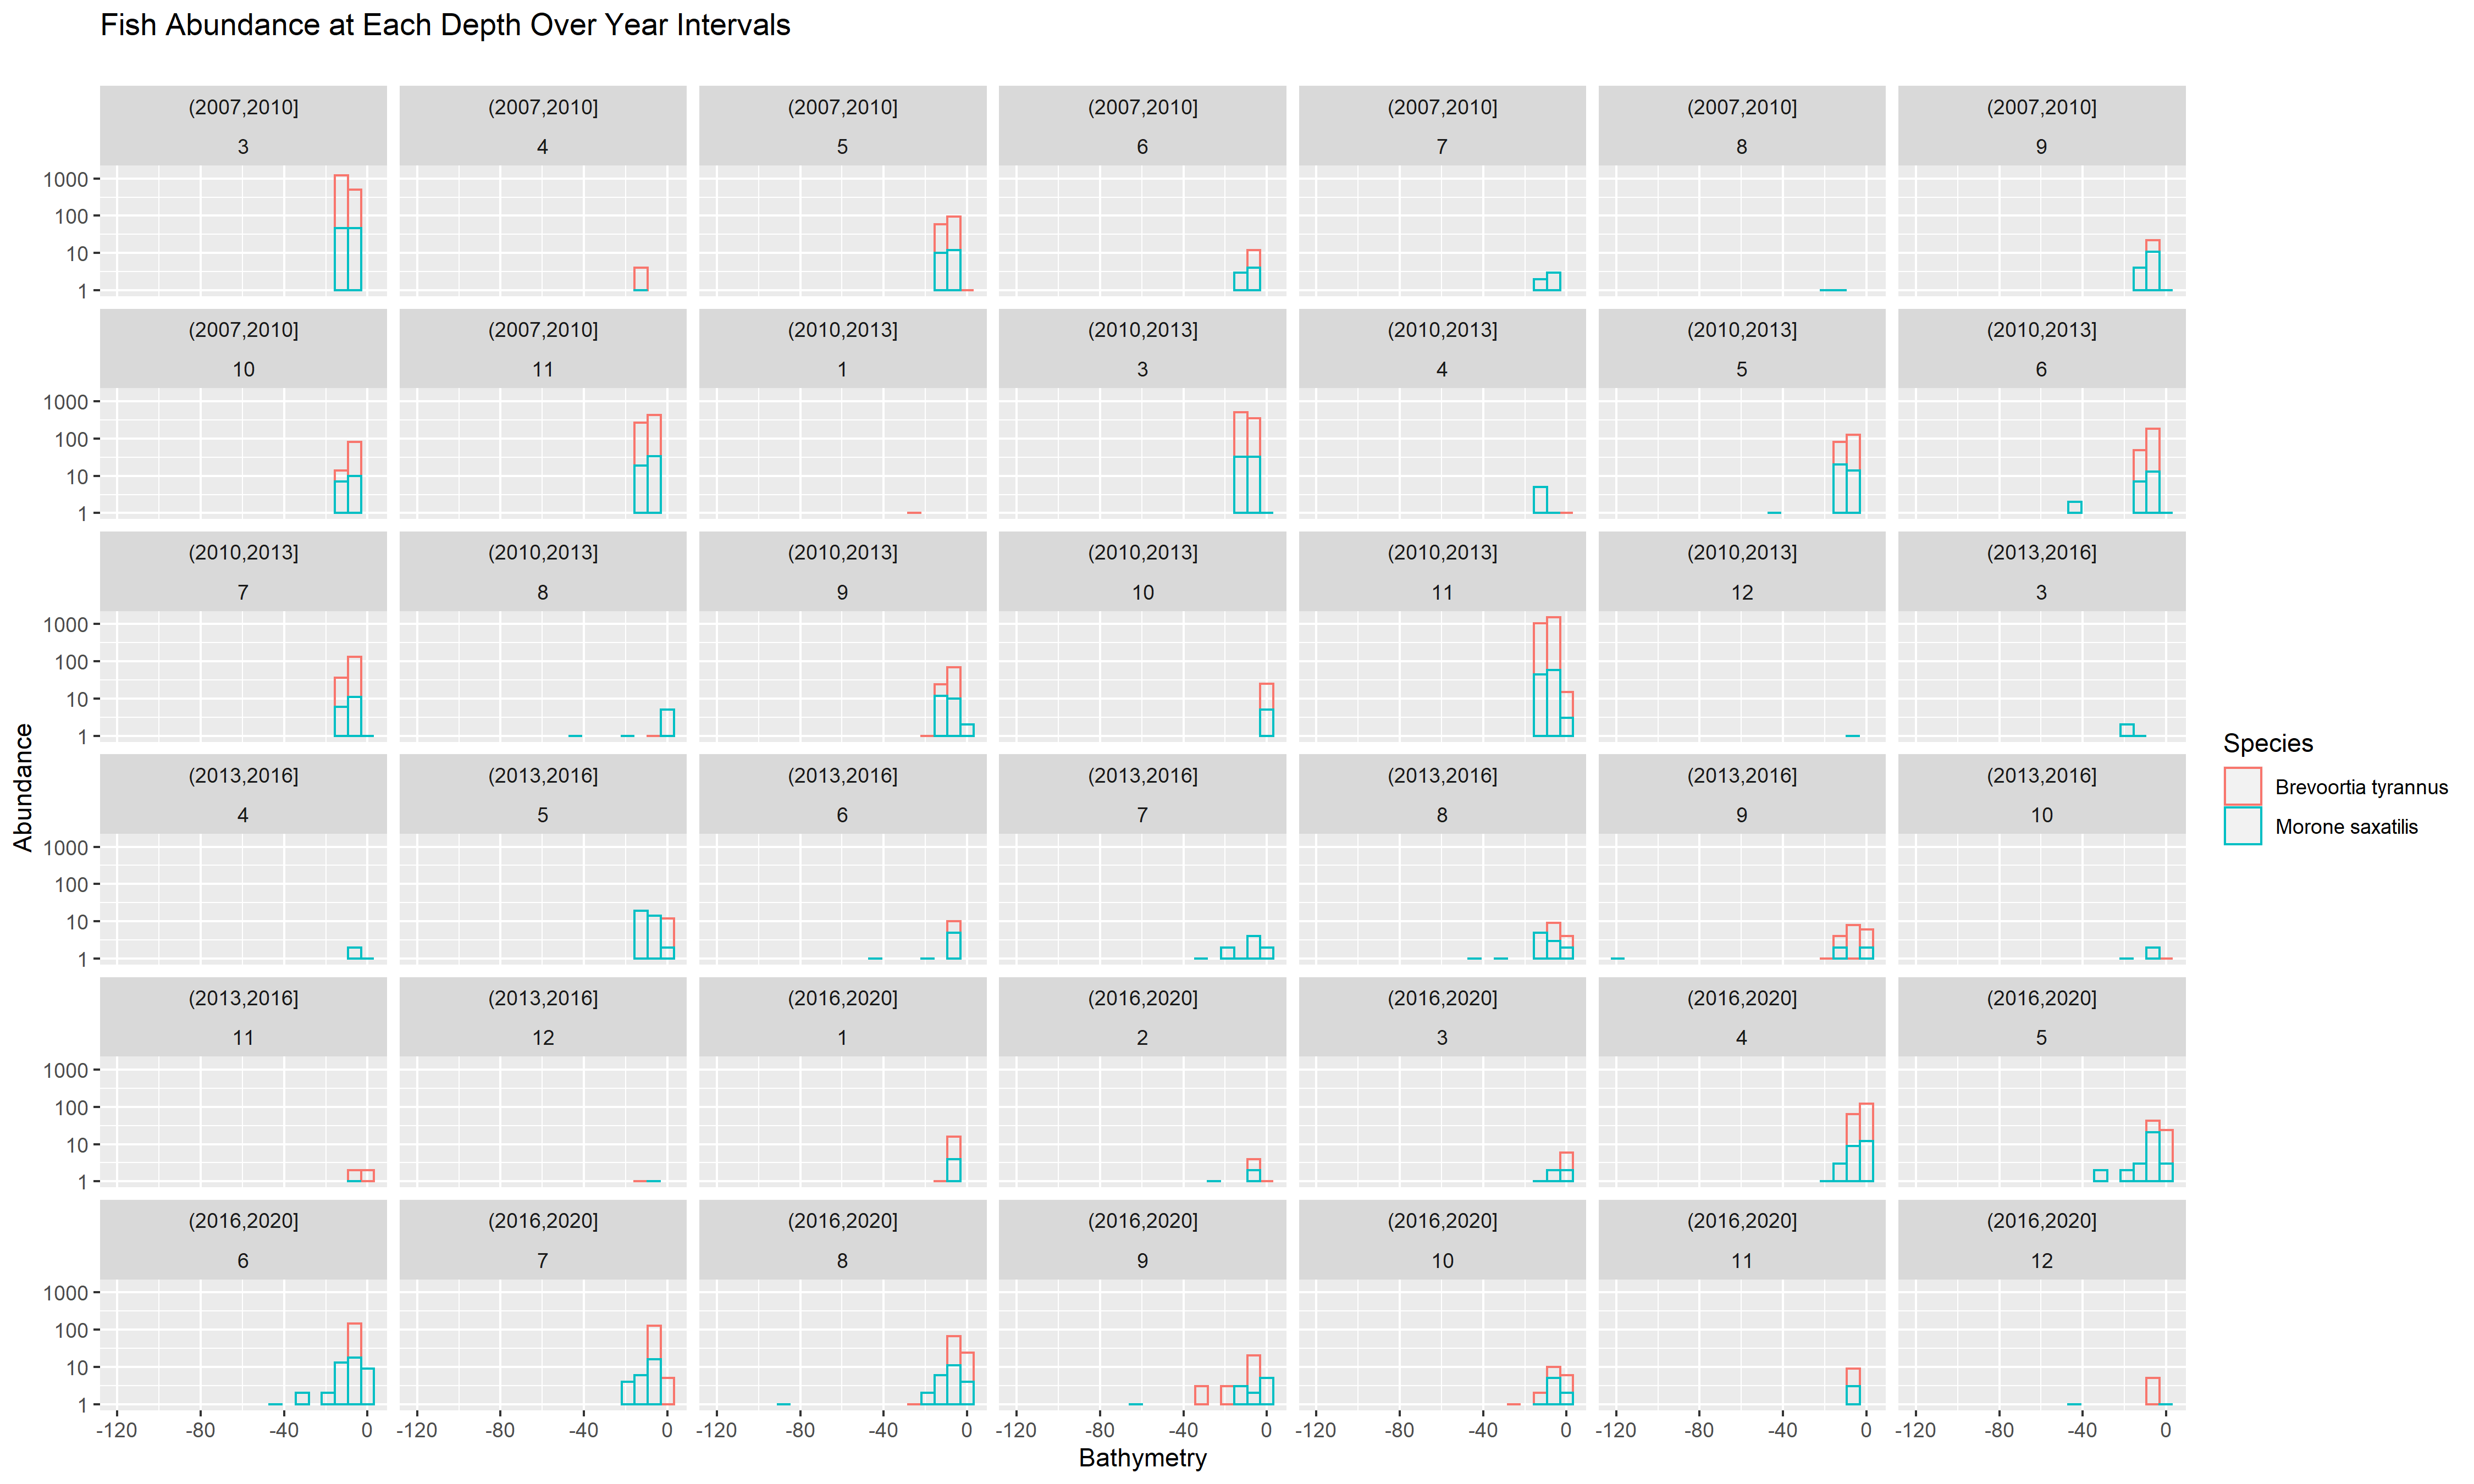 Fish Abundance at Each Depth Over Year Intervals
(2007,2010] (2007,2010] (2007,2010] (2007,2010] (2007,2010] (2007,2010] (2007,2010]
3 4 5 6 7 8 9
1000
100
10
1
(2007,2010] (2007,2010] (2010,2013] (2010,2013] (2010,2013] (2010,2013] (2010,2013]
10 11 1 3 4 5 6
1000
100
10
1
(2010,2013] (2010,2013] (2010,2013] (2010,2013] (2010,2013] (2010,2013] (2013,2016]
7 8 9 10 11 12 3
1000
100
10
1
(2013,2016] (2013,2016] (2013,2016] (2013,2016] (2013,2016] (2013,2016] (2013,2016]
4 5 6 7 8 9 10
1000
100
10
1
(2013,2016] (2013,2016] (2016,2020] (2016,2020] (2016,2020] (2016,2020] (2016,2020]
11 12 1 2 3 4 5
1000
100
10
1
(2016,2020] (2016,2020] (2016,2020] (2016,2020] (2016,2020] (2016,2020] (2016,2020]
6 7 8 9 10 11 12
1000
100
10
1
-120 -80 -40 0 -120 -80 -40 0 -120 -80 -40 0 -120 -80 -40 0 -120 -80 -40 0 -120 -80 -40 0 -120 -80 -40 0
Bathymetry
Abundance
Species
Brevoortia tyrannus
Morone saxatilis